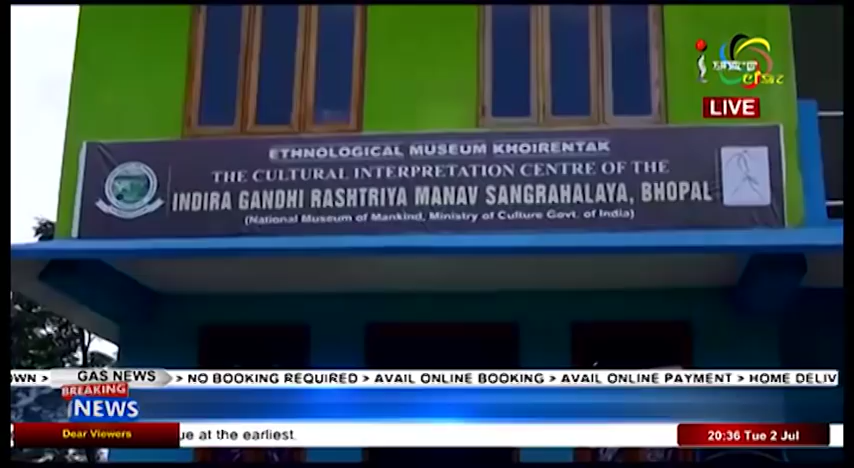 LIVE
ETHNOLOGICAL MUSEUM KHOIRENTAK
THE CULTURAL INTERPRETATION CENTRE OF THE
INDIRA GANDHI RASHTRIYA MANAV SANGRAHALAYA, BHOPAL
(National Museum of Mankind, Ministry of Culture Govt. of India)
OWN > GAS NEWS > NO BOOKING REQUIRED > AVAIL ONLINE BOOKING > AVAIL ONLINE PAYMENT > HOME DELIV
BREAKING
NEWS
Dear Viewers ue at the earliest. 20:36 Tue 2 Jul